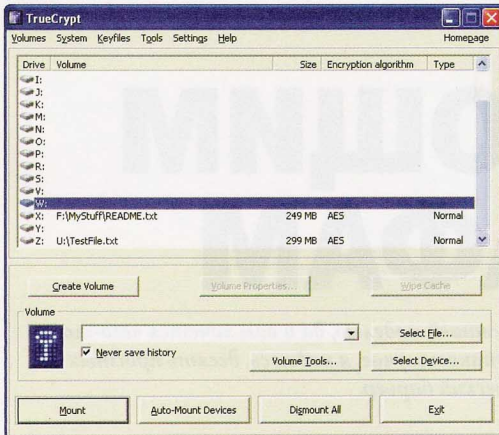 TrueCrypt
Volumes System Keyfiles Tools Settings Help Homepage
Drive Volume Size Encryption algorithm Type
I:
J:
K:
M:
N:
O:
P:
R:
S:
V:
W:
X: F:\MyStuff\README.txt 249 MB AES Normal
Y:
Z: U:\TestFile.txt 299 MB AES Normal
Create Volume Volume Properties... Wipe Cache
Volume
Never save history
Select File...
Volume Tools... Select Device...
Mount Auto-Mount Devices Dismount All Exit